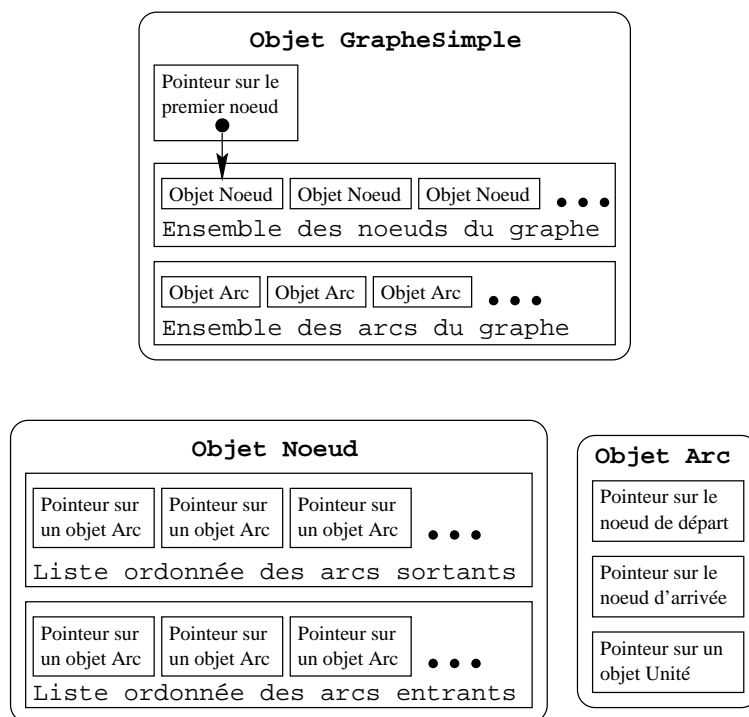 Objet GrapheSimple
Pointeur sur le
premier noeud
Objet Noeud
Objet Noeud
Objet Noeud
Ensemble des noeuds du graphe
Objet Arc
Objet Arc
Objet Arc
Ensemble des arcs du graphe
Objet Noeud
Pointeur sur
un objet Arc
Pointeur sur
un objet Arc
Pointeur sur
un objet Arc
Liste ordonnée des arcs sortants
Pointeur sur
un objet Arc
Pointeur sur
un objet Arc
Pointeur sur
un objet Arc
Liste ordonnée des arcs entrants
Objet Arc
Pointeur sur le
noeud de départ
Pointeur sur le
noeud d'arrivée
Pointeur sur un
objet Unité